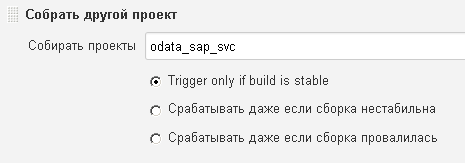 Собрать другой проект
Собирать проекты
odata_sap_svc
Trigger only if build is stable
Срабатывать даже если сборка нестабильна
Срабатывать даже если сборка провалилась